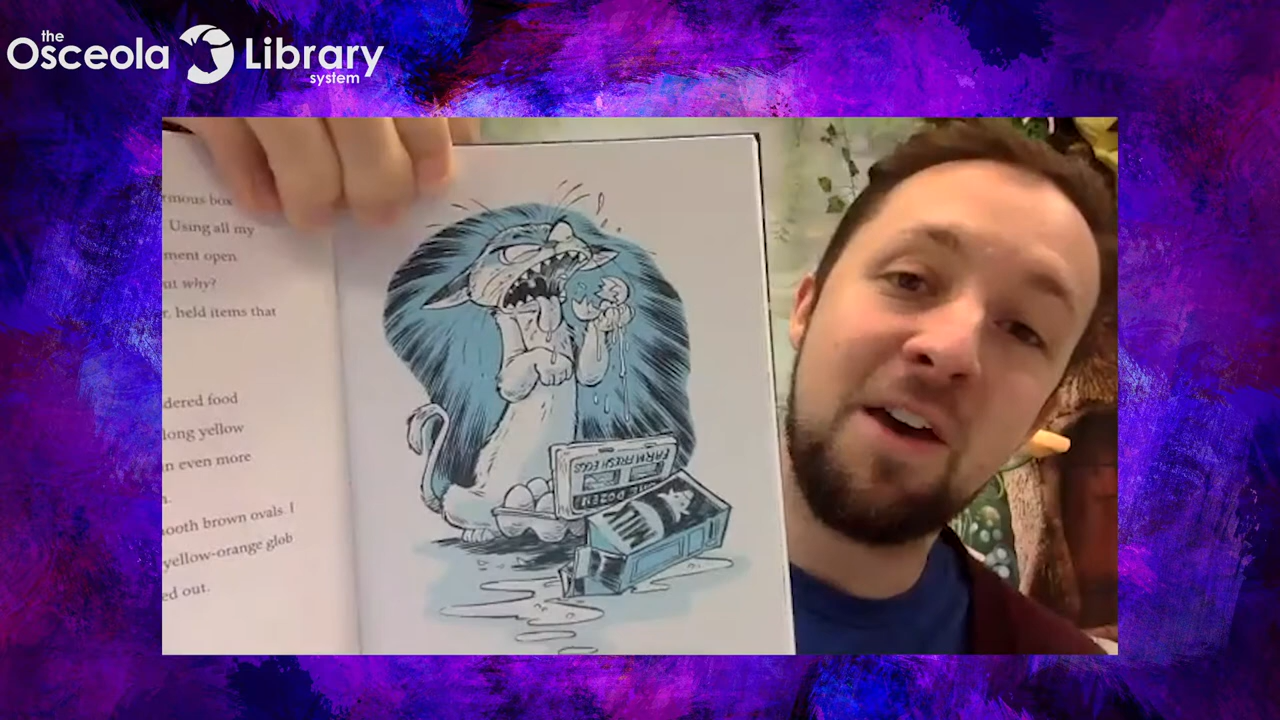 the
Osceola Library
system
mous box
Using all my
ment open
ut why?
r, held items that
dered food
long yellow
n even more
ooth brown ovals. I
yellow-orange glob
ed out.
FARM FRESH EGGS
DOZEN
MILK